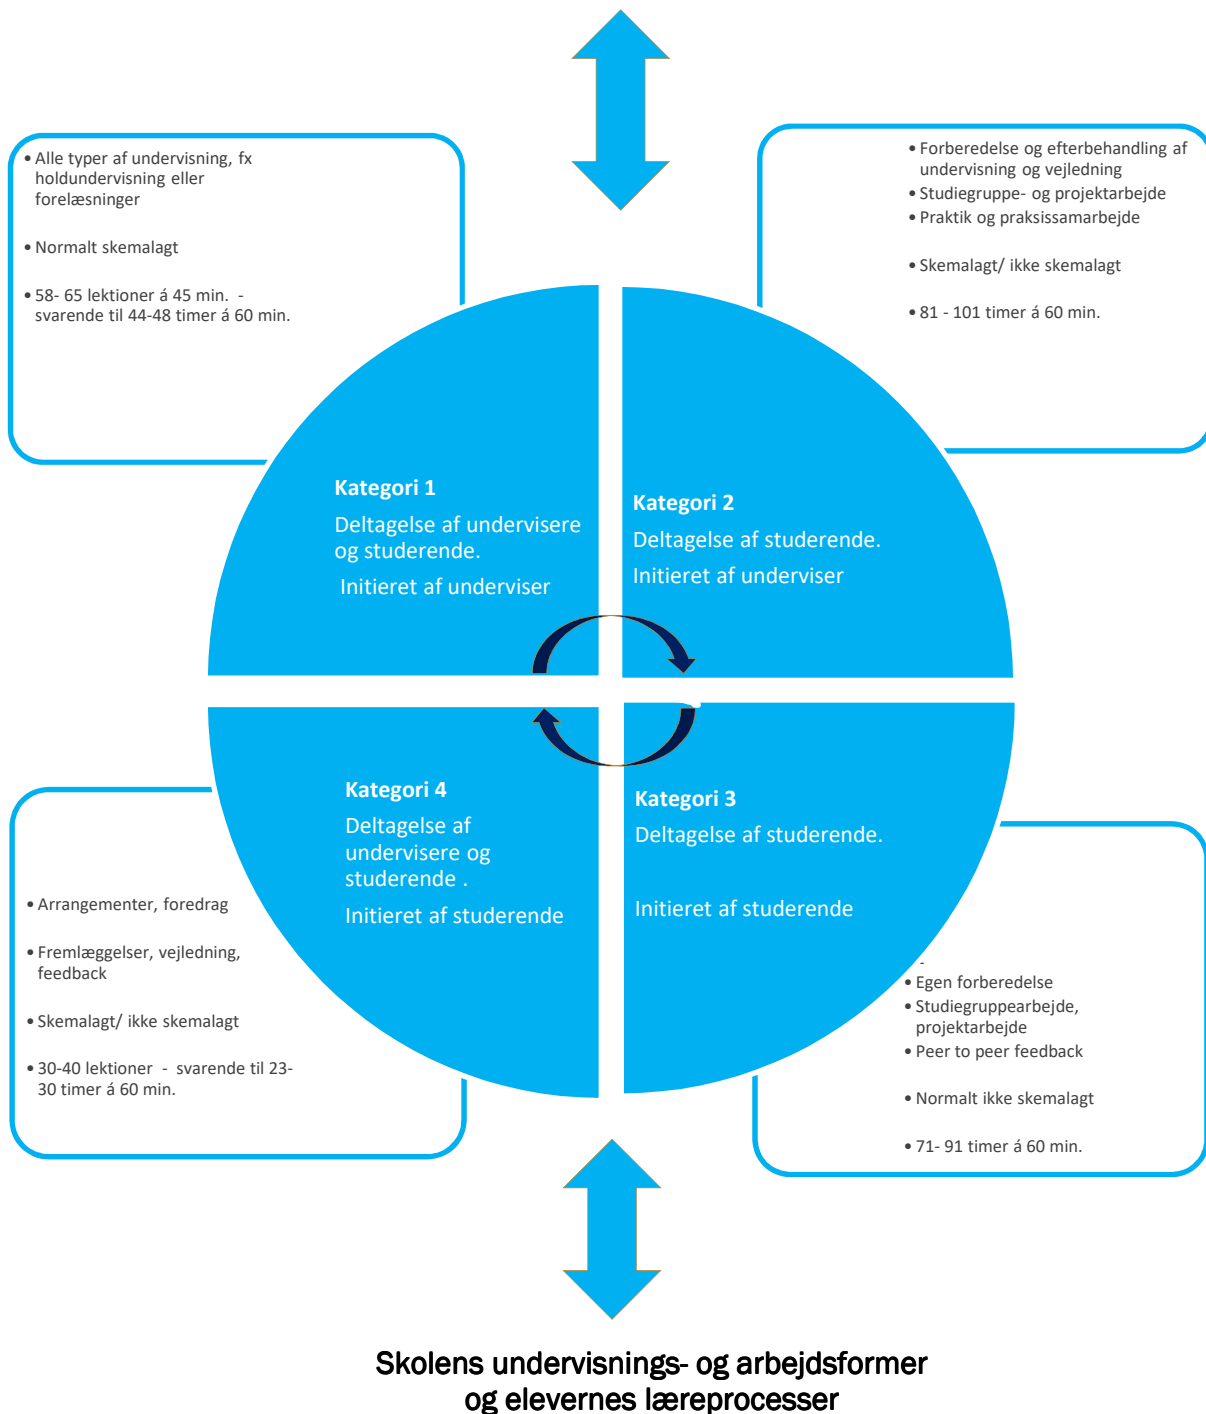 • Alle typer af undervisning, fx
holdundervisning eller
forelæsninger
• Normalt skemalagt
• 58- 65 lektioner á 45 min.  -
svarende til 44-48 timer á 60 min.
• Forberedelse og efterbehandling af
undervisning og vejledning
• Studiegruppe- og projektarbejde
• Praktik og praksissamarbejde
• Skemalagt/ ikke skemalagt
• 81 - 101 timer á 60 min.
Kategori 1
Deltagelse af undervisere
og studerende.
Initieret af underviser
Kategori 2
Deltagelse af studerende.
Initieret af underviser
Kategori 4
Deltagelse af
undervisere og
studerende .
Initieret af studerende
Kategori 3
Deltagelse af studerende.
Initieret af studerende
• Arrangementer, foredrag
• Fremlæggelser, vejledning,
feedback
• Skemalagt/ ikke skemalagt
• 30-40 lektioner  -  svarende til 23-
30 timer á 60 min.
• Egen forberedelse
• Studiegruppearbejde,
projektarbejde
• Peer to peer feedback
• Normalt ikke skemalagt
• 71- 91 timer á 60 min.
Skolens undervisnings- og arbejdsformer
og elevernes læreprocesser